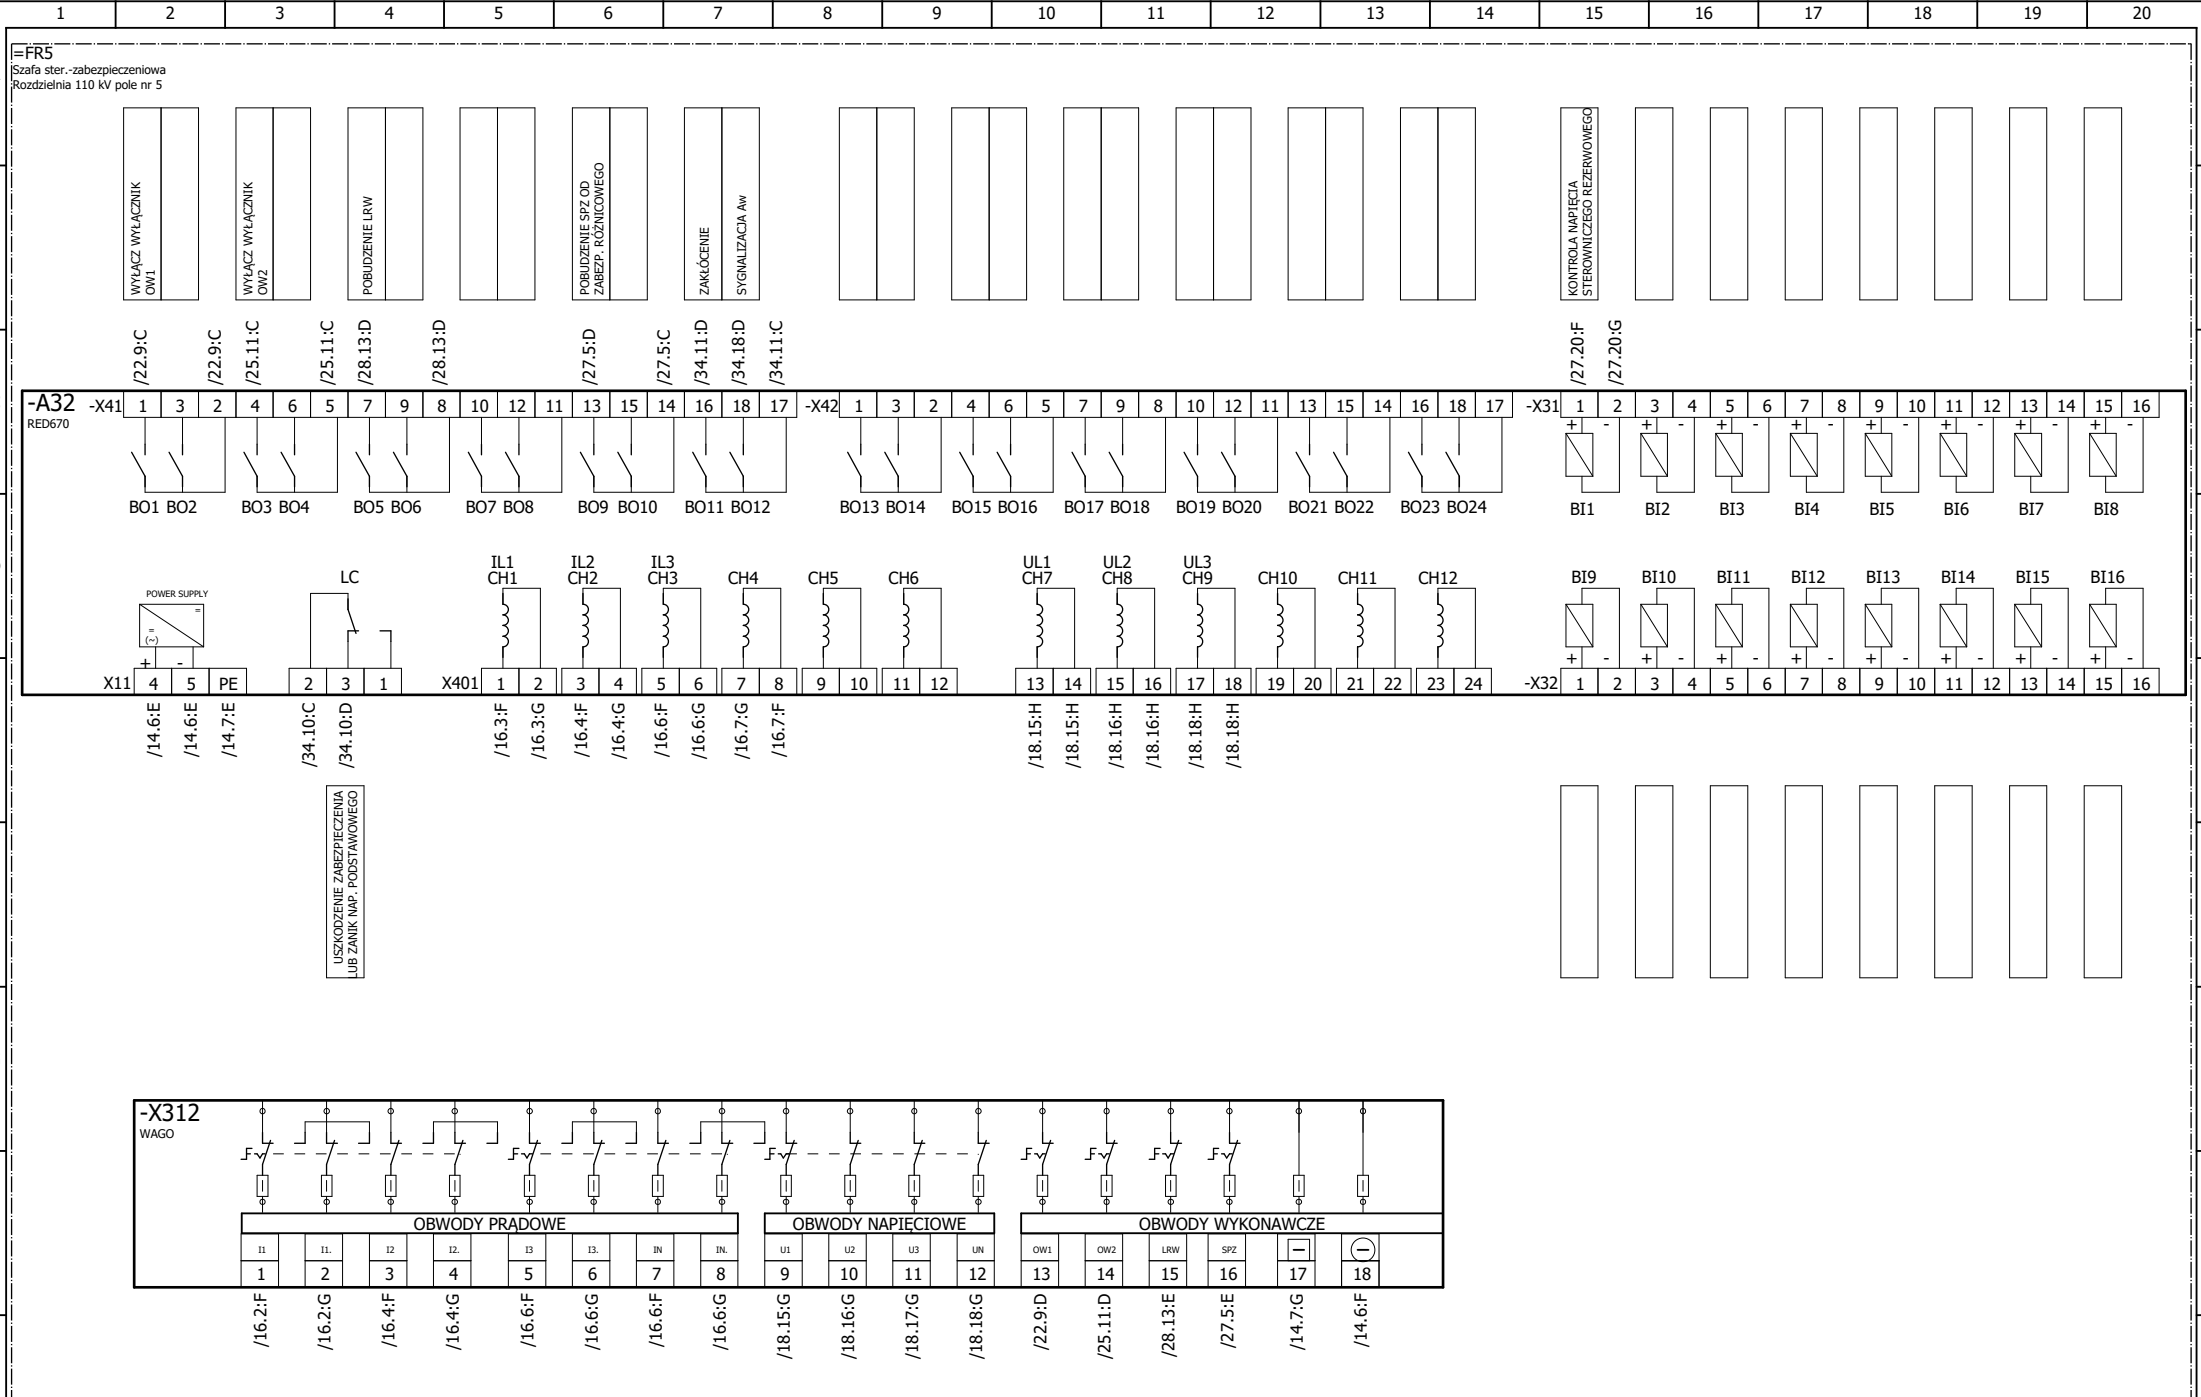 1 2 3 4 5 6 7 8 9 10 11 12 13 14 15 16 17 18 19 20
=FR5
Szafa ster.-zabezpieczeniowa
Rozdzielnia 110 kV pole nr 5
WYŁĄCZ WYŁĄCZNIK
OW1
WYŁĄCZ WYŁĄCZNIK
OW2
POBUDZENIE LRW
POBUDZENIE SPZ OD
ZABEZP. RÓŻNICOWEGO
ZAKŁÓCENIE
SYGNALIZACJA Aw
KONTROLA NAPIĘCIA
STEROWNICZEGO REZERWOWEGO
/22.9:C /22.9:C /25.11:C /25.11:C /28.13:D /28.13:D /27.5:D /27.5:C /34.11:D /34.18:D /34.11:C /27.20:F /27.20:G
-A32
RED670
-X41 1 3 2 4 6 5 7 9 8 10 12 11 13 15 14 16 18 17
-X42 1 3 2 4 6 5 7 9 8 10 12 11 13 15 14 16 18 17
-X31 1 2 3 4 5 6 7 8 9 10 11 12 13 14 15 16
+ - + - + - + - + - + - + - + -
BO1 BO2 BO3 BO4 BO5 BO6 BO7 BO8 BO9 BO10 BO11 BO12 BO13 BO14 BO15 BO16 BO17 BO18 BO19 BO20 BO21 BO22 BO23 BO24
BI1 BI2 BI3 BI4 BI5 BI6 BI7 BI8
POWER SUPPLY
=
=
(~)
+ -
LC
IL1 IL2 IL3 UL1 UL2 UL3
CH1 CH2 CH3 CH4 CH5 CH6 CH7 CH8 CH9 CH10 CH11 CH12
BI9 BI10 BI11 BI12 BI13 BI14 BI15 BI16
+ - + - + - + - + - + - + - + -
X11 4 5 PE 2 3 1
X401 1 2 3 4 5 6 7 8 9 10 11 12 13 14 15 16 17 18 19 20 21 22 23 24
-X32 1 2 3 4 5 6 7 8 9 10 11 12 13 14 15 16
/14.6:E /14.6:E /14.7:E /34.10:C /34.10:D /16.3:F /16.3:G /16.4:F /16.4:G /16.6:F /16.6:G /16.7:G /16.7:F /18.15:H /18.15:H /18.16:H /18.16:H /18.18:H /18.18:H
USZKODZENIE ZABEZPIECZENIA
LUB ZANIK NAP. PODSTAWOWEGO
-X312
WAGO
OBWODY PRĄDOWE OBWODY NAPIĘCIOWE OBWODY WYKONAWCZE
I1 I1. I2 I2. I3 I3. IN IN. U1 U2 U3 UN OW1 OW2 LRW SPZ
1 2 3 4 5 6 7 8 9 10 11 12 13 14 15 16 17 18
/16.2:F /16.2:G /16.4:F /16.4:G /16.6:F /16.6:G /16.6:F /16.6:G /18.15:G /18.16:G /18.17:G /18.18:G /22.9:D /25.11:D /28.13:E /27.5:E /14.7:G /14.6:F